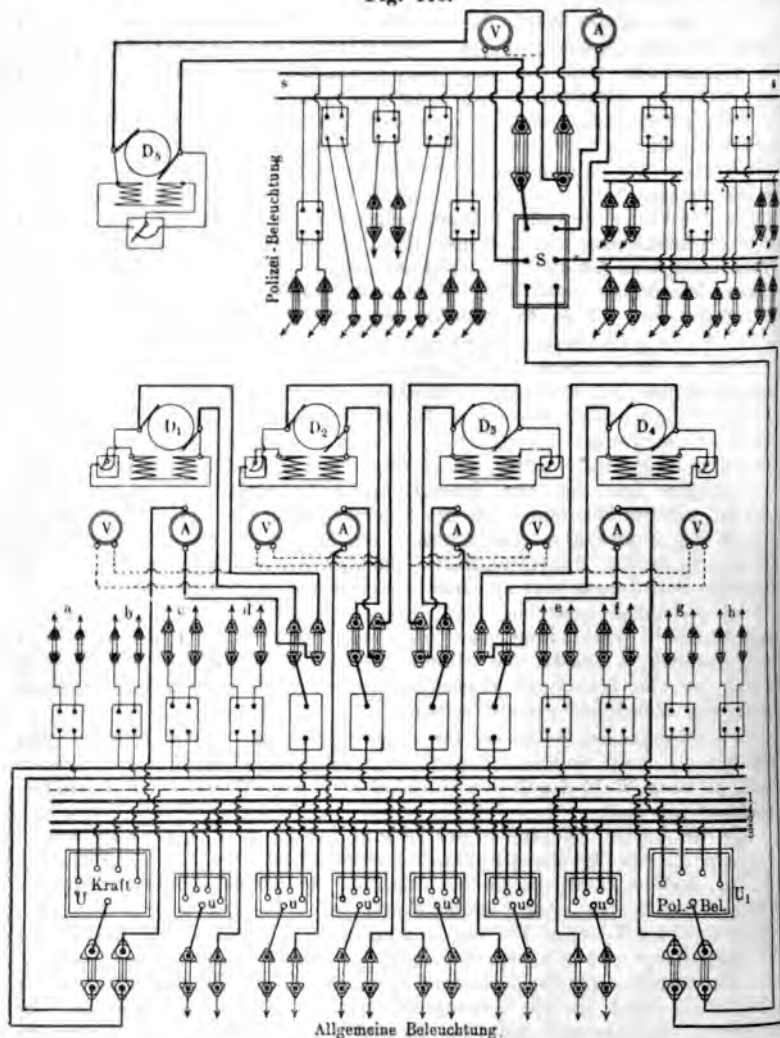 V A
s i
D₅
Polizei-Beleuchtung
S
D₁ D₂ D₃ D₄
V A V A A V A V
a b c d e f g h
U Kraft u u u u u u Pol.-Bel. U₁
Allgemeine Beleuchtung